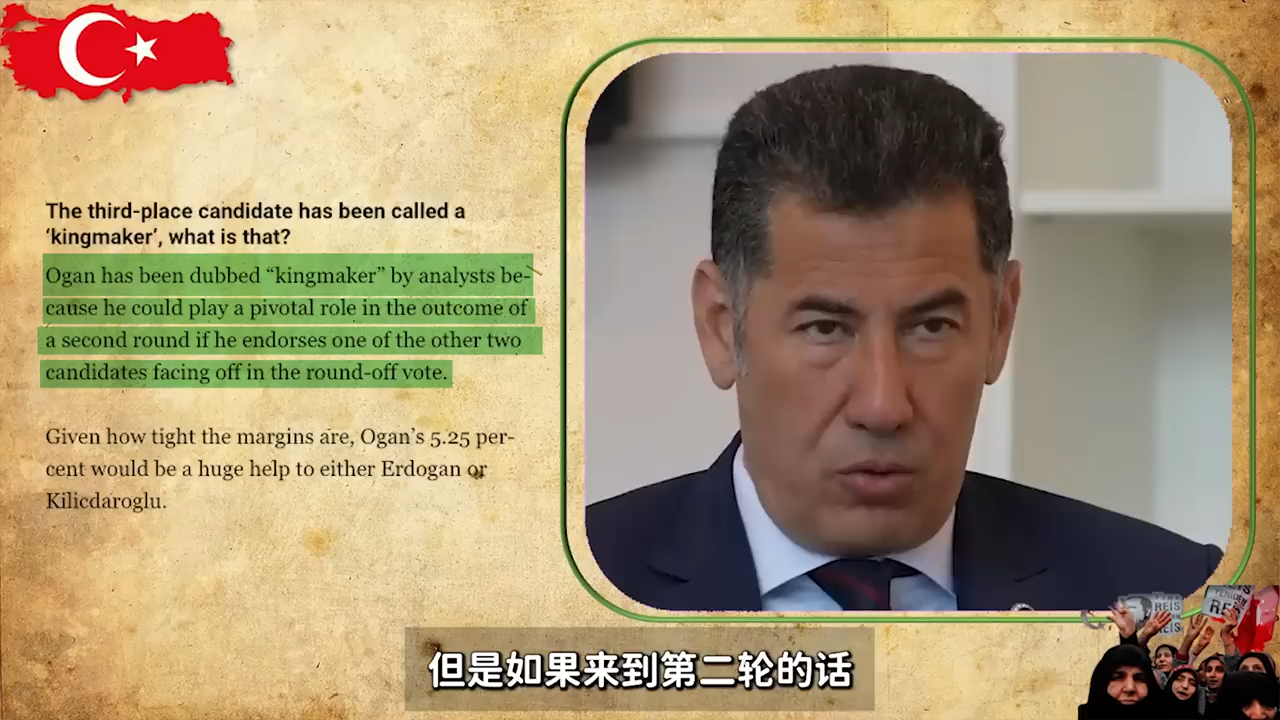 The third-place candidate has been called a
‘kingmaker’, what is that?
Ogan has been dubbed “kingmaker” by analysts be-
cause he could play a pivotal role in the outcome of
a second round if he endorses one of the other two
candidates facing off in the round-off vote.
Given how tight the margins are, Ogan’s 5.25 per-
cent would be a huge help to either Erdogan or
Kilicdaroglu.
REIS
但是如果来到第二轮的话